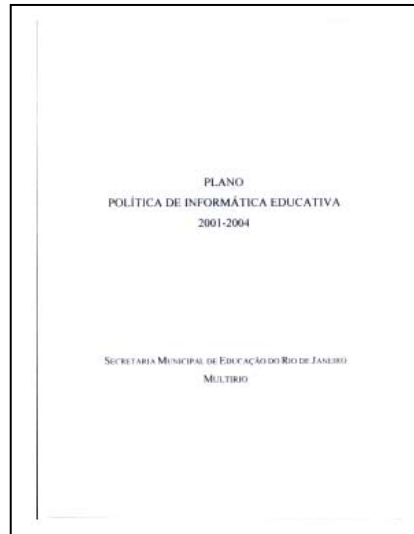 PLANO
POLÍTICA DE INFORMÁTICA EDUCATIVA
2001-2004
SECRETARIA MUNICIPAL DE EDUCAÇÃO DO RIO DE JANEIRO
MULTIRIO